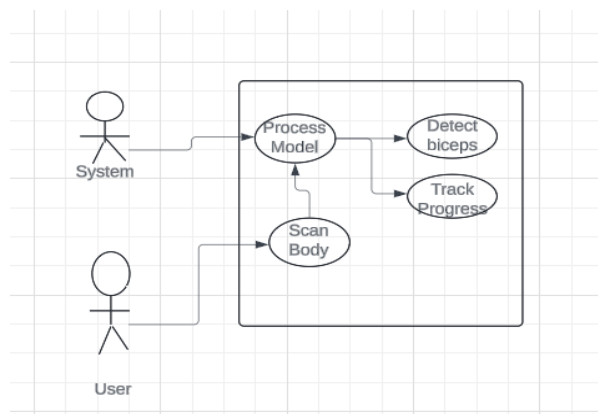 Process
Model
Detect
biceps
System
Track
Progress
Scan
Body
User